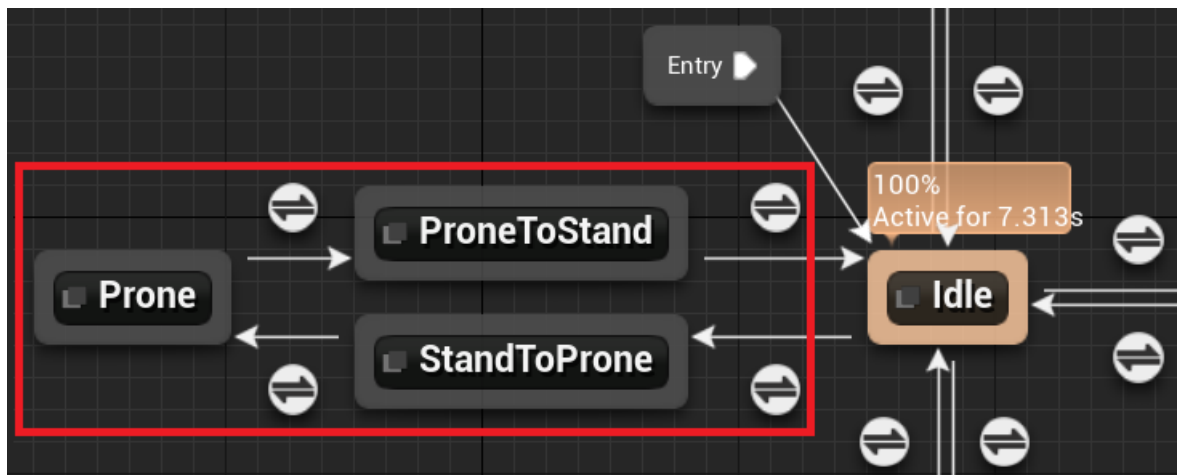 Entry
100%
Active for 7.313s
ProneToStand
Prone
Idle
StandToProne